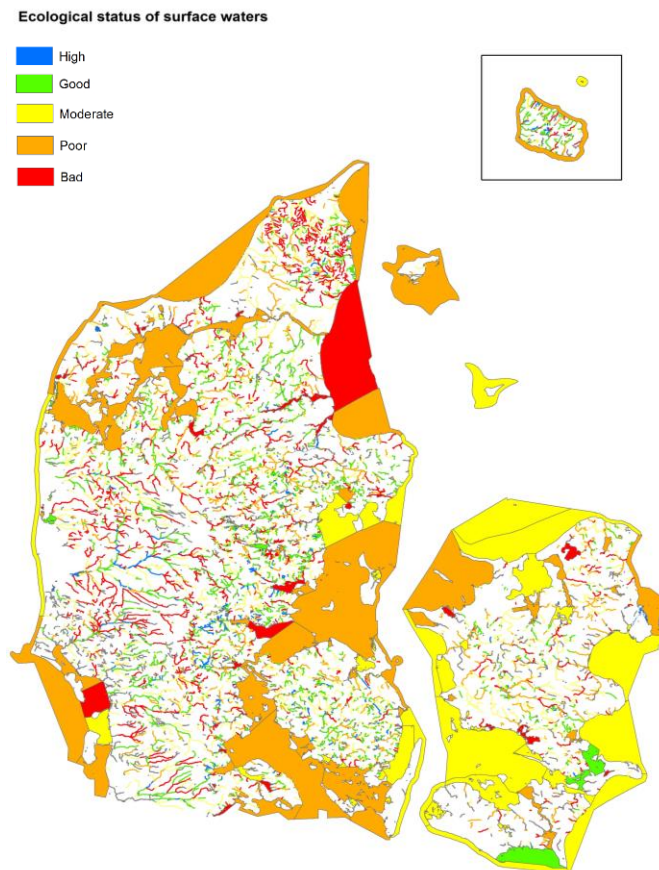 Ecological status of surface waters
High
Good
Moderate
Poor
Bad